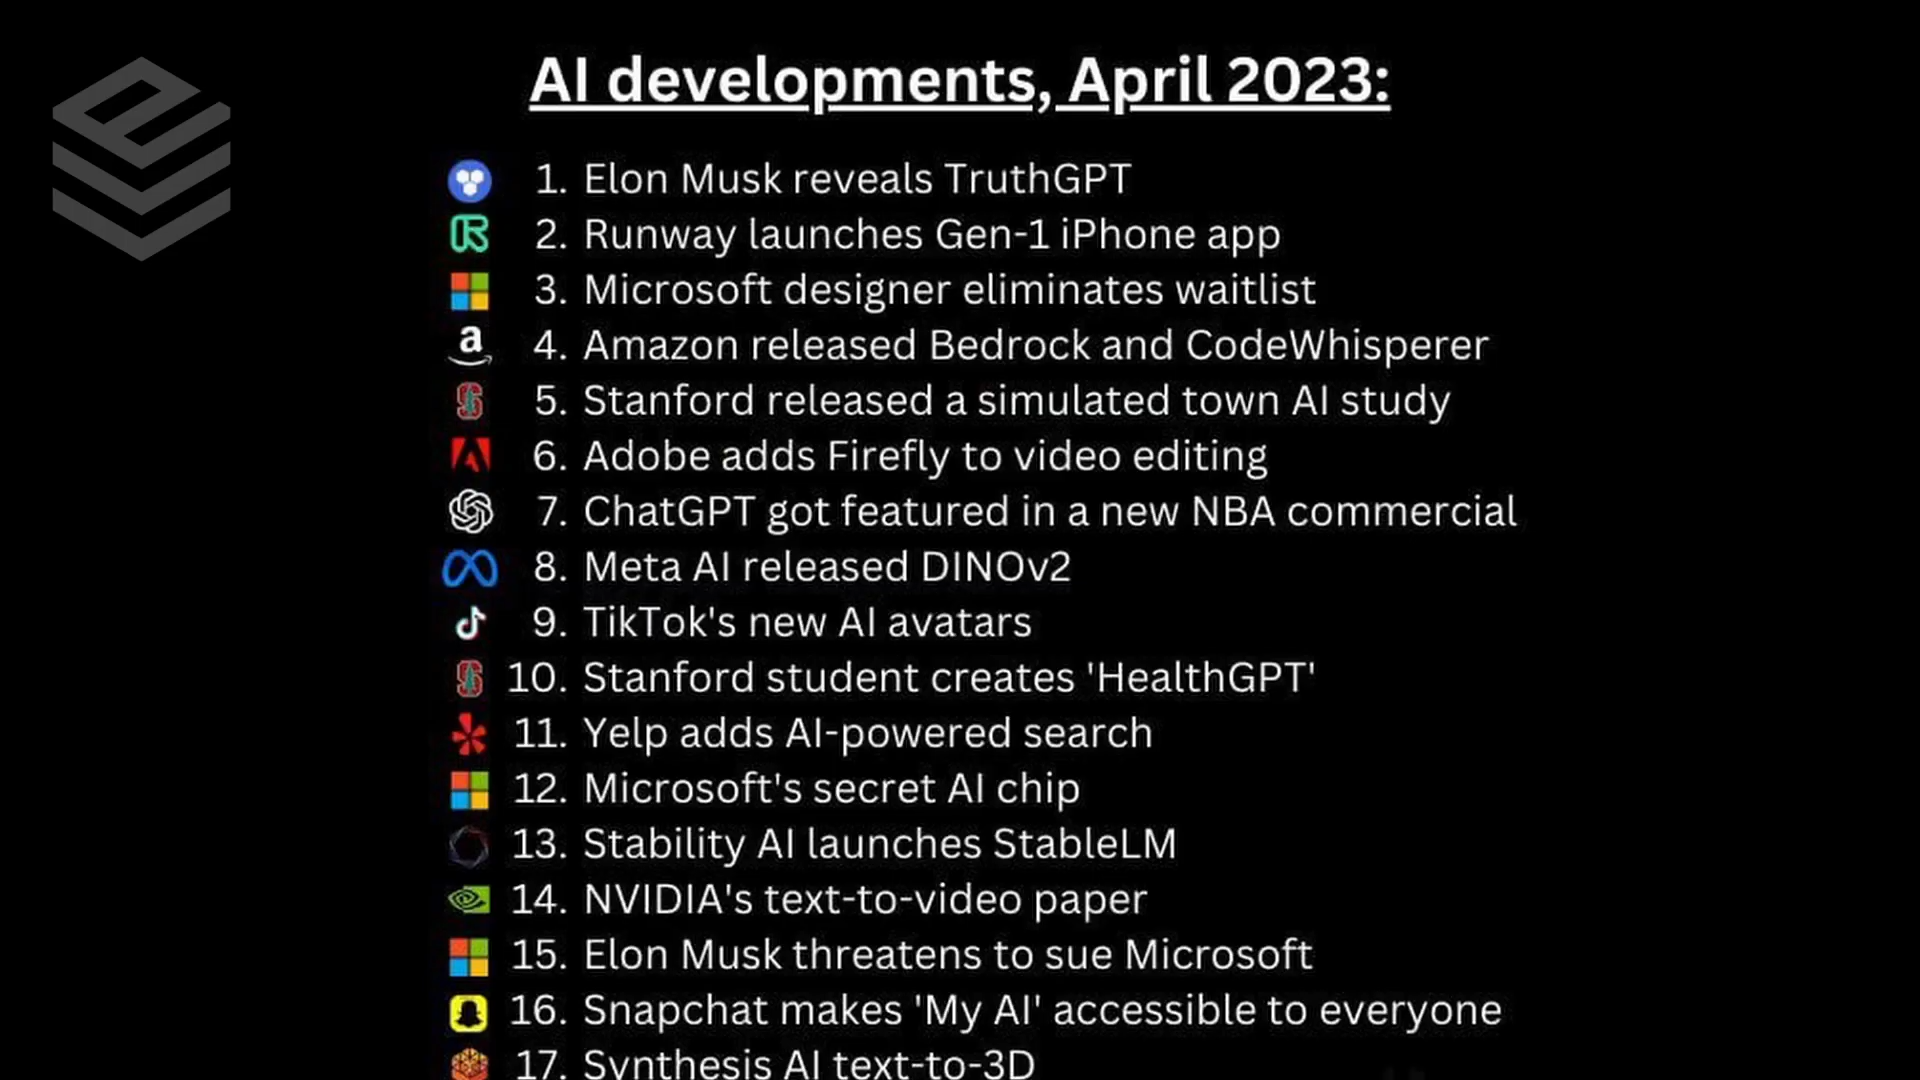 AI developments, April 2023:
1. Elon Musk reveals TruthGPT
2. Runway launches Gen-1 iPhone app
3. Microsoft designer eliminates waitlist
4. Amazon released Bedrock and CodeWhisperer
5. Stanford released a simulated town AI study
6. Adobe adds Firefly to video editing
7. ChatGPT got featured in a new NBA commercial
8. Meta AI released DINOv2
9. TikTok's new AI avatars
10. Stanford student creates 'HealthGPT'
11. Yelp adds AI-powered search
12. Microsoft's secret AI chip
13. Stability AI launches StableLM
14. NVIDIA's text-to-video paper
15. Elon Musk threatens to sue Microsoft
16. Snapchat makes 'My AI' accessible to everyone
17. Synthesis AI text-to-3D